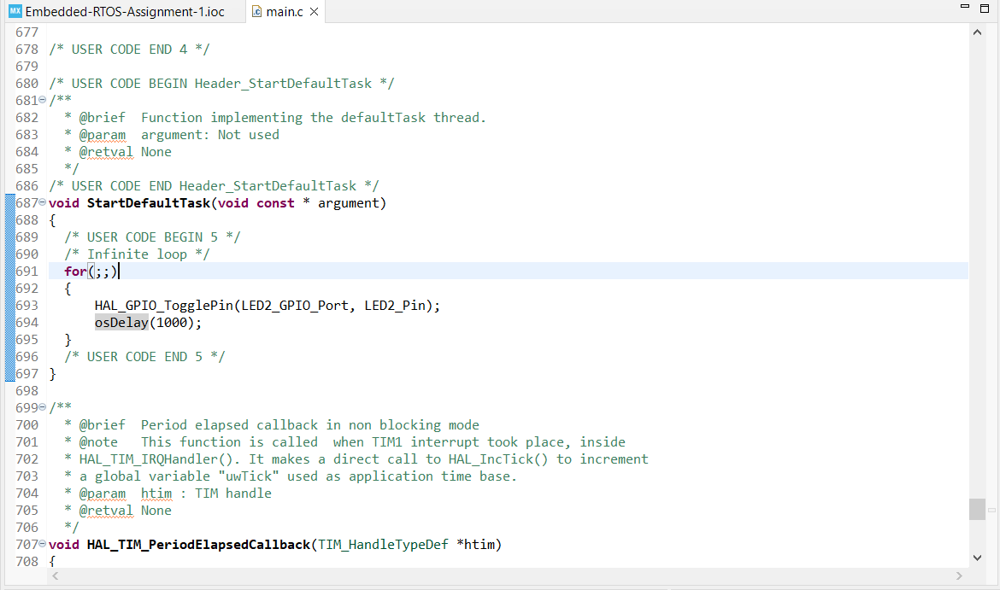 MX Embedded-RTOS-Assignment-1.ioc
.c main.c
677
678 /* USER CODE END 4 */
679
680 /* USER CODE BEGIN Header_StartDefaultTask */
681 /**
682   * @brief  Function implementing the defaultTask thread.
683   * @param  argument: Not used
684   * @retval None
685   */
686 /* USER CODE END Header_StartDefaultTask */
687 void StartDefaultTask(void const * argument)
688 {
689   /* USER CODE BEGIN 5 */
690   /* Infinite loop */
691   for(;;)
692   {
693       HAL_GPIO_TogglePin(LED2_GPIO_Port, LED2_Pin);
694       osDelay(1000);
695   }
696   /* USER CODE END 5 */
697 }
698
699 /**
700   * @brief  Period elapsed callback in non blocking mode
701   * @note   This function is called  when TIM1 interrupt took place, inside
702   * HAL_TIM_IRQHandler(). It makes a direct call to HAL_IncTick() to increment
703   * a global variable "uwTick" used as application time base.
704   * @param  htim : TIM handle
705   * @retval None
706   */
707 void HAL_TIM_PeriodElapsedCallback(TIM_HandleTypeDef *htim)
708 {